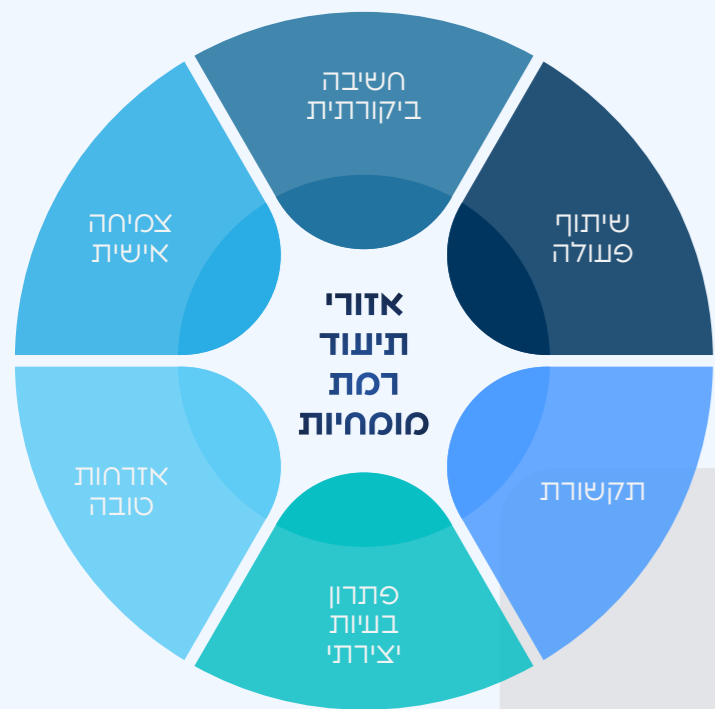 חשיבה
ביקורתית
שיתוף
פעולה
תקשורת
פתרון
בעיות
יצירתי
אזרחות
טובה
צמיחה
אישית
אזורי
תיעוד
רמת
מומחיות